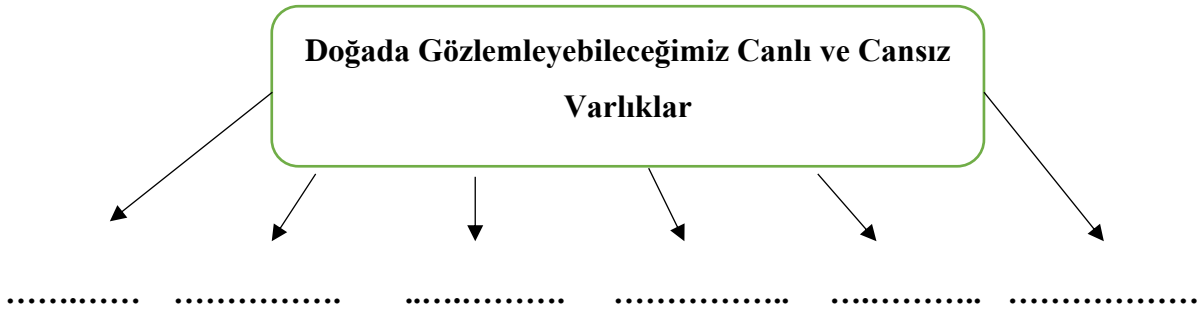 Doğada Gözlemleyebileceğimiz Canlı ve Cansız
Varlıklar
…….…… ……………. ..…..………. …………….. …..……….. ………………